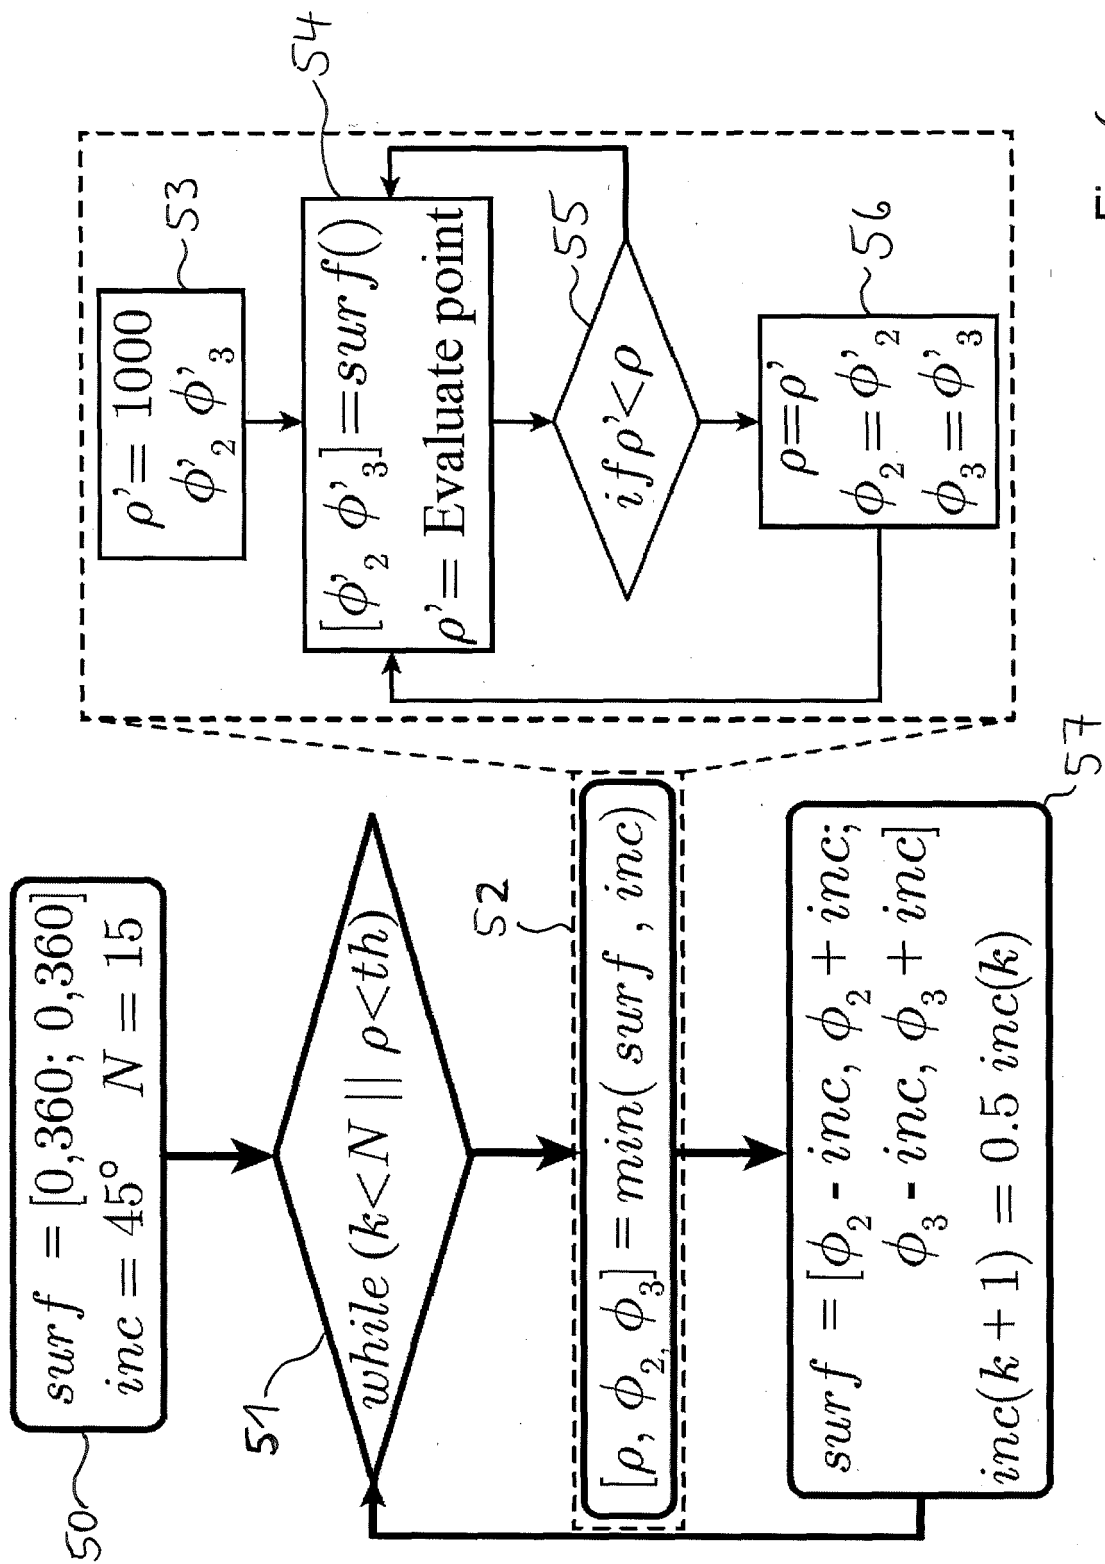 50
surf = [0,360; 0,360]
inc = 45° N = 15
51
while (k<N || ρ<th)
52
[ρ, ϕ2, ϕ3] = min( surf , inc)
57
surf = [ϕ2 - inc, ϕ2 + inc;
ϕ3 - inc, ϕ3 + inc]
inc(k + 1) = 0.5 inc(k)
53
ρ'= 1000
ϕ'2 ϕ'3
54
[ϕ'2 ϕ'3] =surf()
ρ'= Evaluate point
55
if ρ'<ρ
56
ρ=ρ'
ϕ2=ϕ'2
ϕ3=ϕ'3